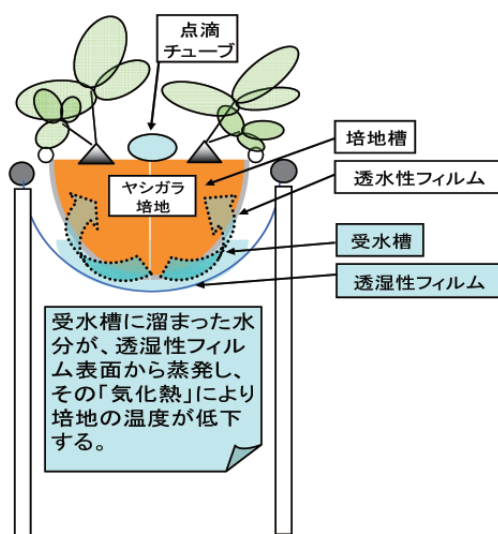 点滴
チューブ
培地槽
ヤシガラ
培地
透水性フィルム
受水槽
透湿性フィルム
受水槽に溜まった水
分が、透湿性フィル
ム表面から蒸発し、
その「気化熱」により
培地の温度が低下
する。